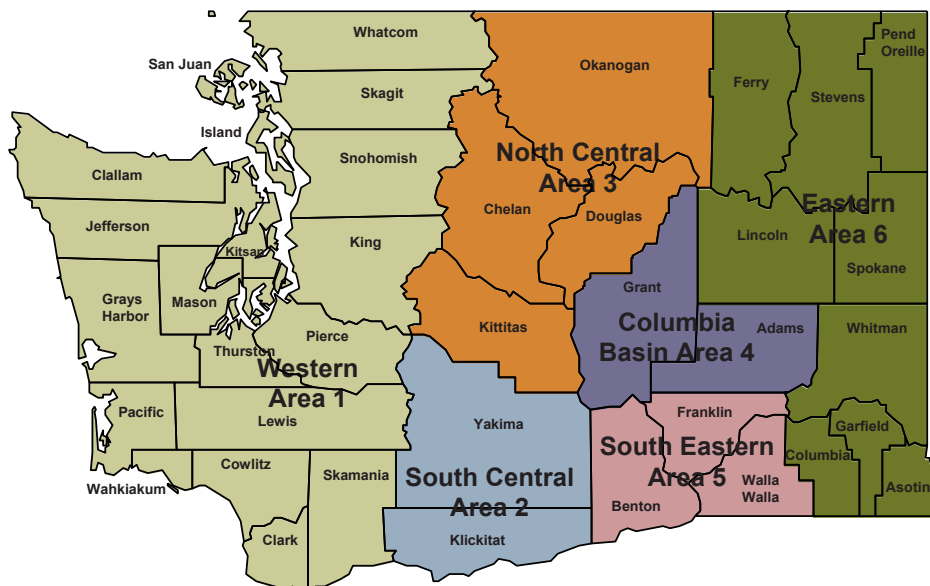 Whatcom
San Juan
Skagit
Island
Snohomish
Clallam
Jefferson
King
Kitsap
Grays
Harbor
Mason
Pierce
Thurston
Western
Area 1
Pacific
Lewis
Wahkiakum
Cowlitz
Skamania
Clark
Okanogan
North Central
Area 3
Chelan
Douglas
Kittitas
Yakima
South Central
Area 2
Klickitat
Grant
Columbia
Basin Area 4
Adams
Franklin
South Eastern
Area 5
Benton
Walla
Walla
Ferry
Stevens
Pend
Oreille
Eastern
Area 6
Lincoln
Spokane
Whitman
Garfield
Columbia
Asotin